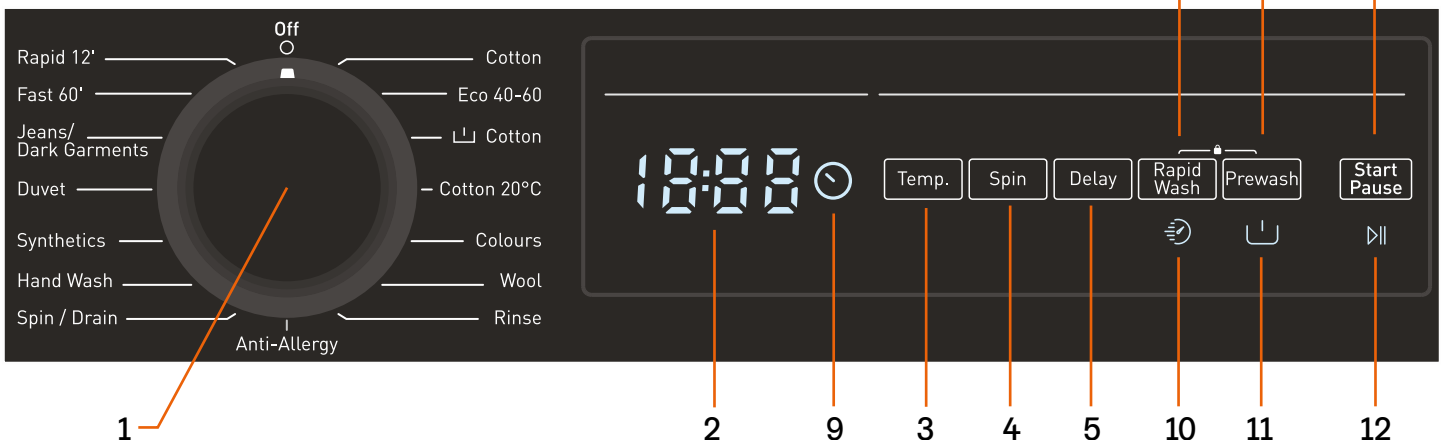 Off
Rapid 12'
Fast 60'
Jeans/
Dark Garments
Duvet
Synthetics
Hand Wash
Spin / Drain
Anti-Allergy
Cotton
Eco 40-60
Cotton
Cotton 20°C
Colours
Wool
Rinse
18:88
Temp.
Spin
Delay
Rapid
Wash
Prewash
Start
Pause
1
2
9
3
4
5
10
11
12